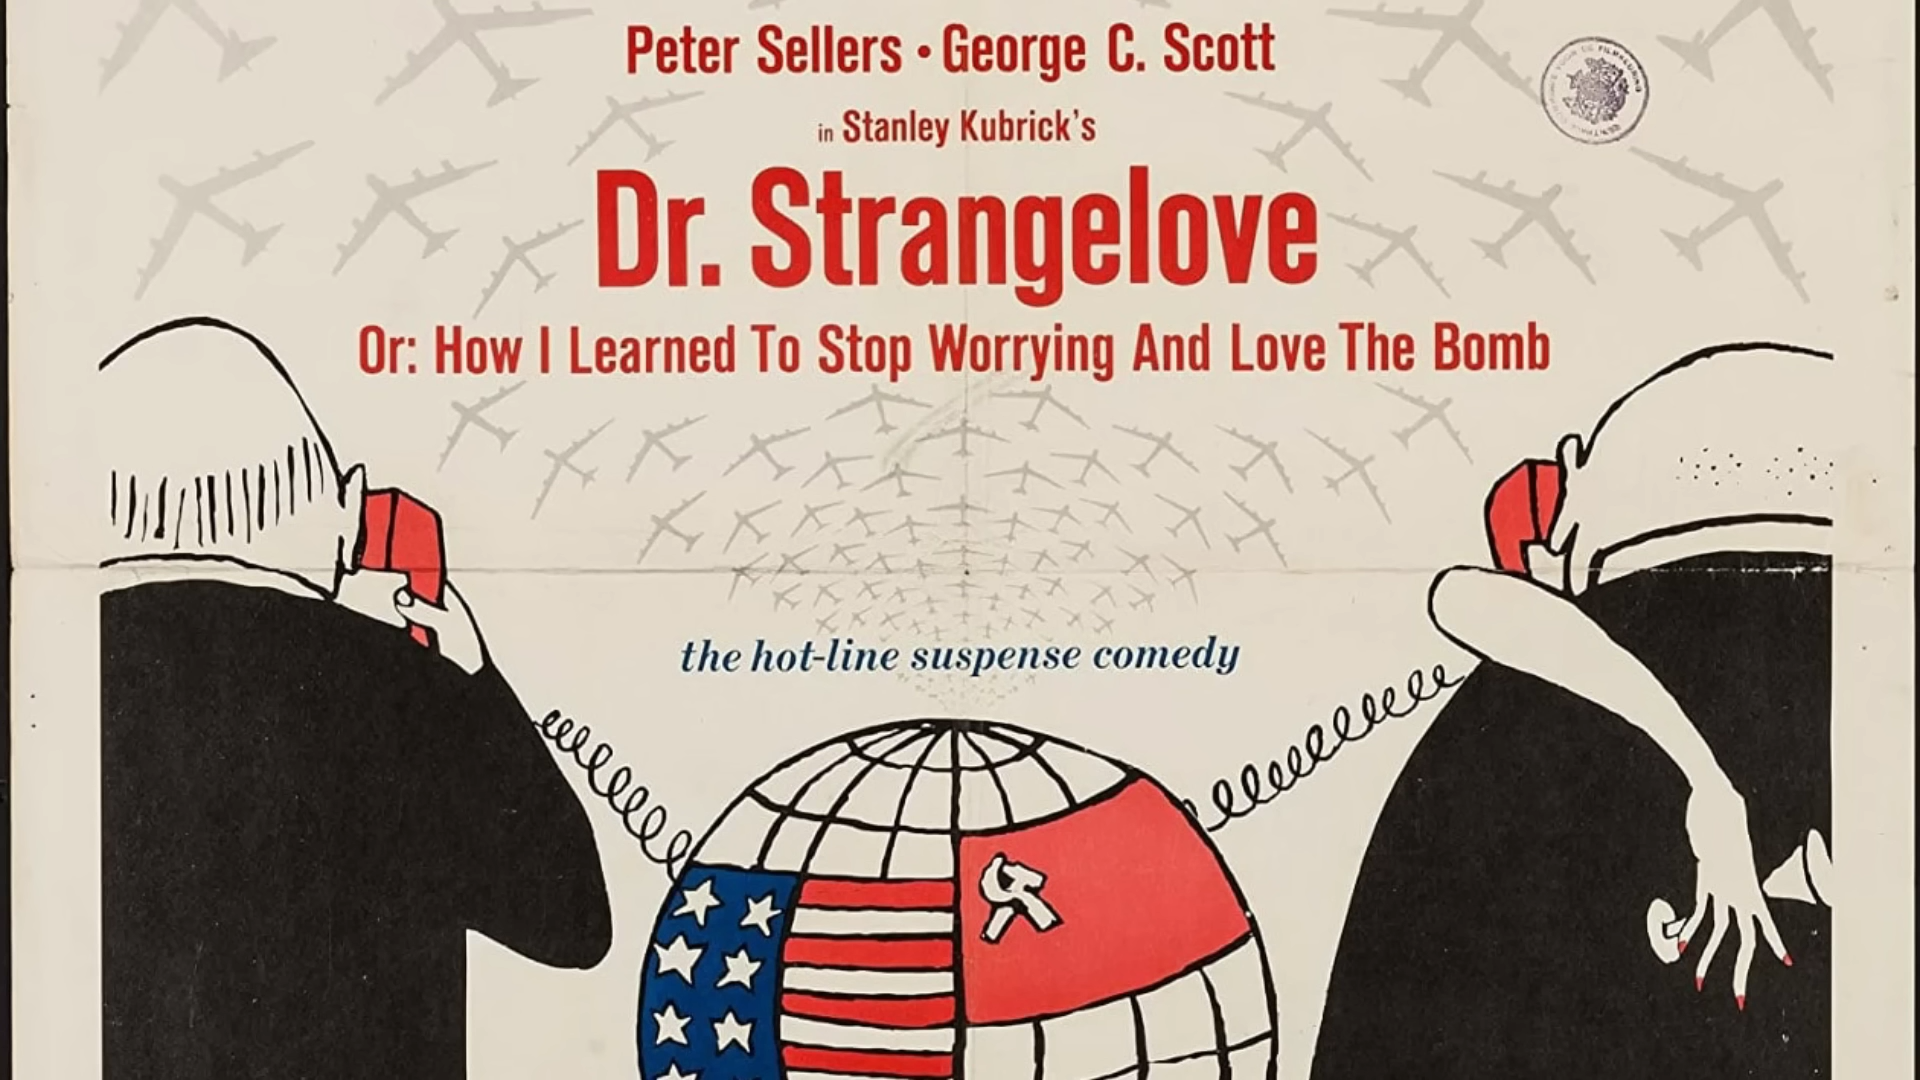 Peter Sellers • George C. Scott
in Stanley Kubrick's
Dr. Strangelove
Or: How I Learned To Stop Worrying And Love The Bomb
the hot-line suspense comedy